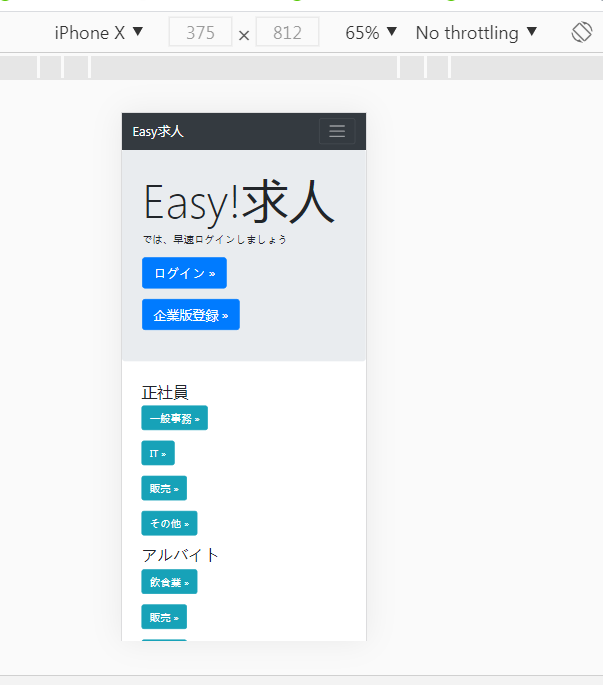 iPhone X ▼ 375 × 812 65% ▼ No throttling ▼
Easy求人
Easy!求人
では、早速ログインしましょう
ログイン »
企業版登録 »
正社員
一般事務 »
IT »
販売 »
その他 »
アルバイト
飲食業 »
販売 »